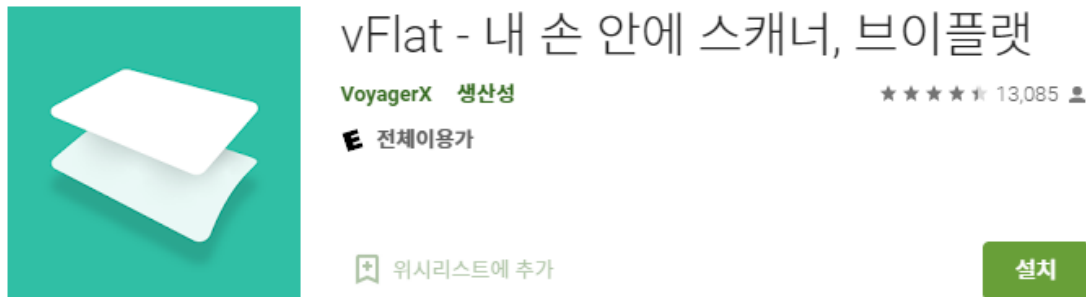 vFlat - 내 손 안에 스캐너, 브이플랫
VoyagerX 생산성 13,085
E 전체이용가
위시리스트에 추가
설치